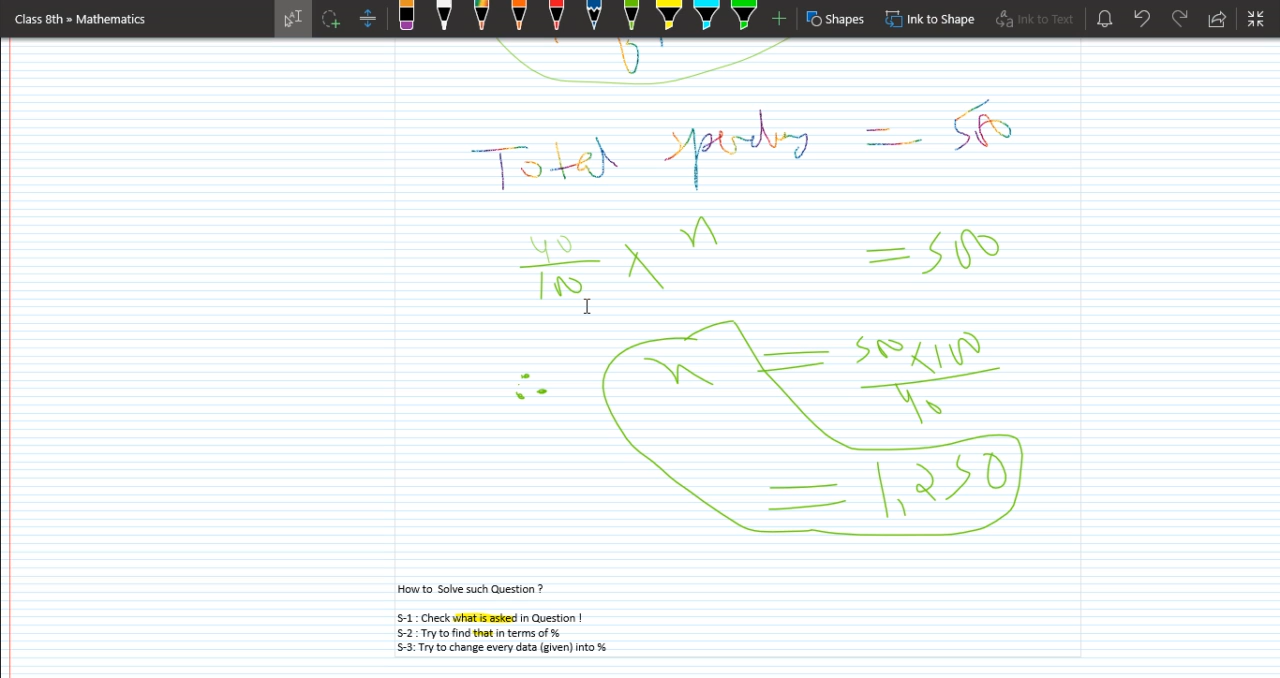 Class 8th » Mathematics
Shapes
Ink to Shape
Ink to Text
Total spending = 500
40/100 × n = 500
∴ n = 500×100/40
= 1,250
How to Solve such Question ?
S-1 : Check what is asked in Question !
S-2 : Try to find that in terms of %
S-3: Try to change every data (given) into %